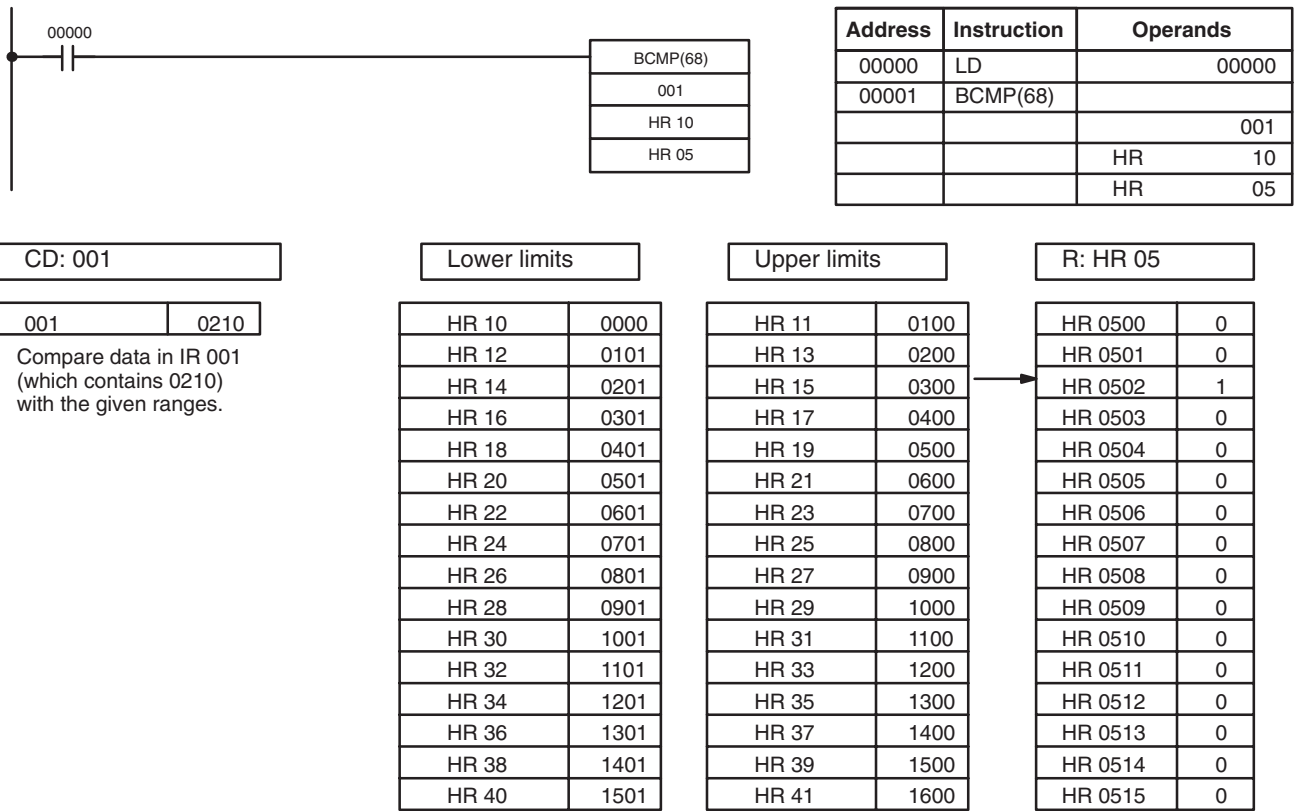 00000
BCMP(68)
001
HR 10
HR 05
Address Instruction Operands
00000 LD 00000
00001 BCMP(68)
001
HR 10
HR 05
CD: 001
001 0210
Compare data in IR 001
(which contains 0210)
with the given ranges.
Lower limits Upper limits R: HR 05
HR 10 0000 HR 11 0100 HR 0500 0
HR 12 0101 HR 13 0200 HR 0501 0
HR 14 0201 HR 15 0300 HR 0502 1
HR 16 0301 HR 17 0400 HR 0503 0
HR 18 0401 HR 19 0500 HR 0504 0
HR 20 0501 HR 21 0600 HR 0505 0
HR 22 0601 HR 23 0700 HR 0506 0
HR 24 0701 HR 25 0800 HR 0507 0
HR 26 0801 HR 27 0900 HR 0508 0
HR 28 0901 HR 29 1000 HR 0509 0
HR 30 1001 HR 31 1100 HR 0510 0
HR 32 1101 HR 33 1200 HR 0511 0
HR 34 1201 HR 35 1300 HR 0512 0
HR 36 1301 HR 37 1400 HR 0513 0
HR 38 1401 HR 39 1500 HR 0514 0
HR 40 1501 HR 41 1600 HR 0515 0